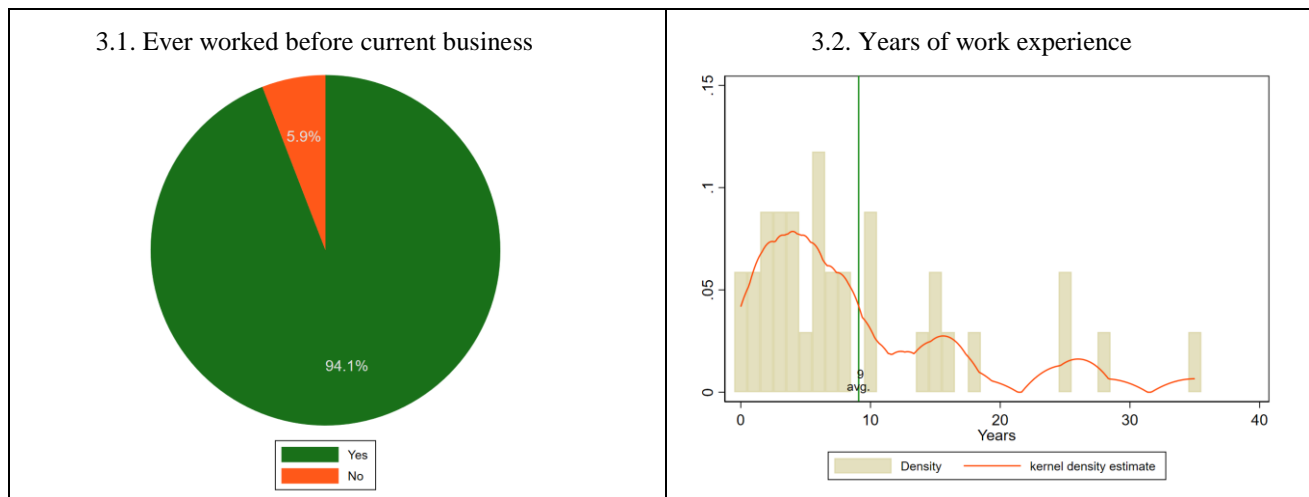 3.1. Ever worked before current business
5.9%
94.1%
Yes
No
3.2. Years of work experience
.15
.1
.05
0
9
avg.
0 10 20 30 40
Years
Density kernel density estimate